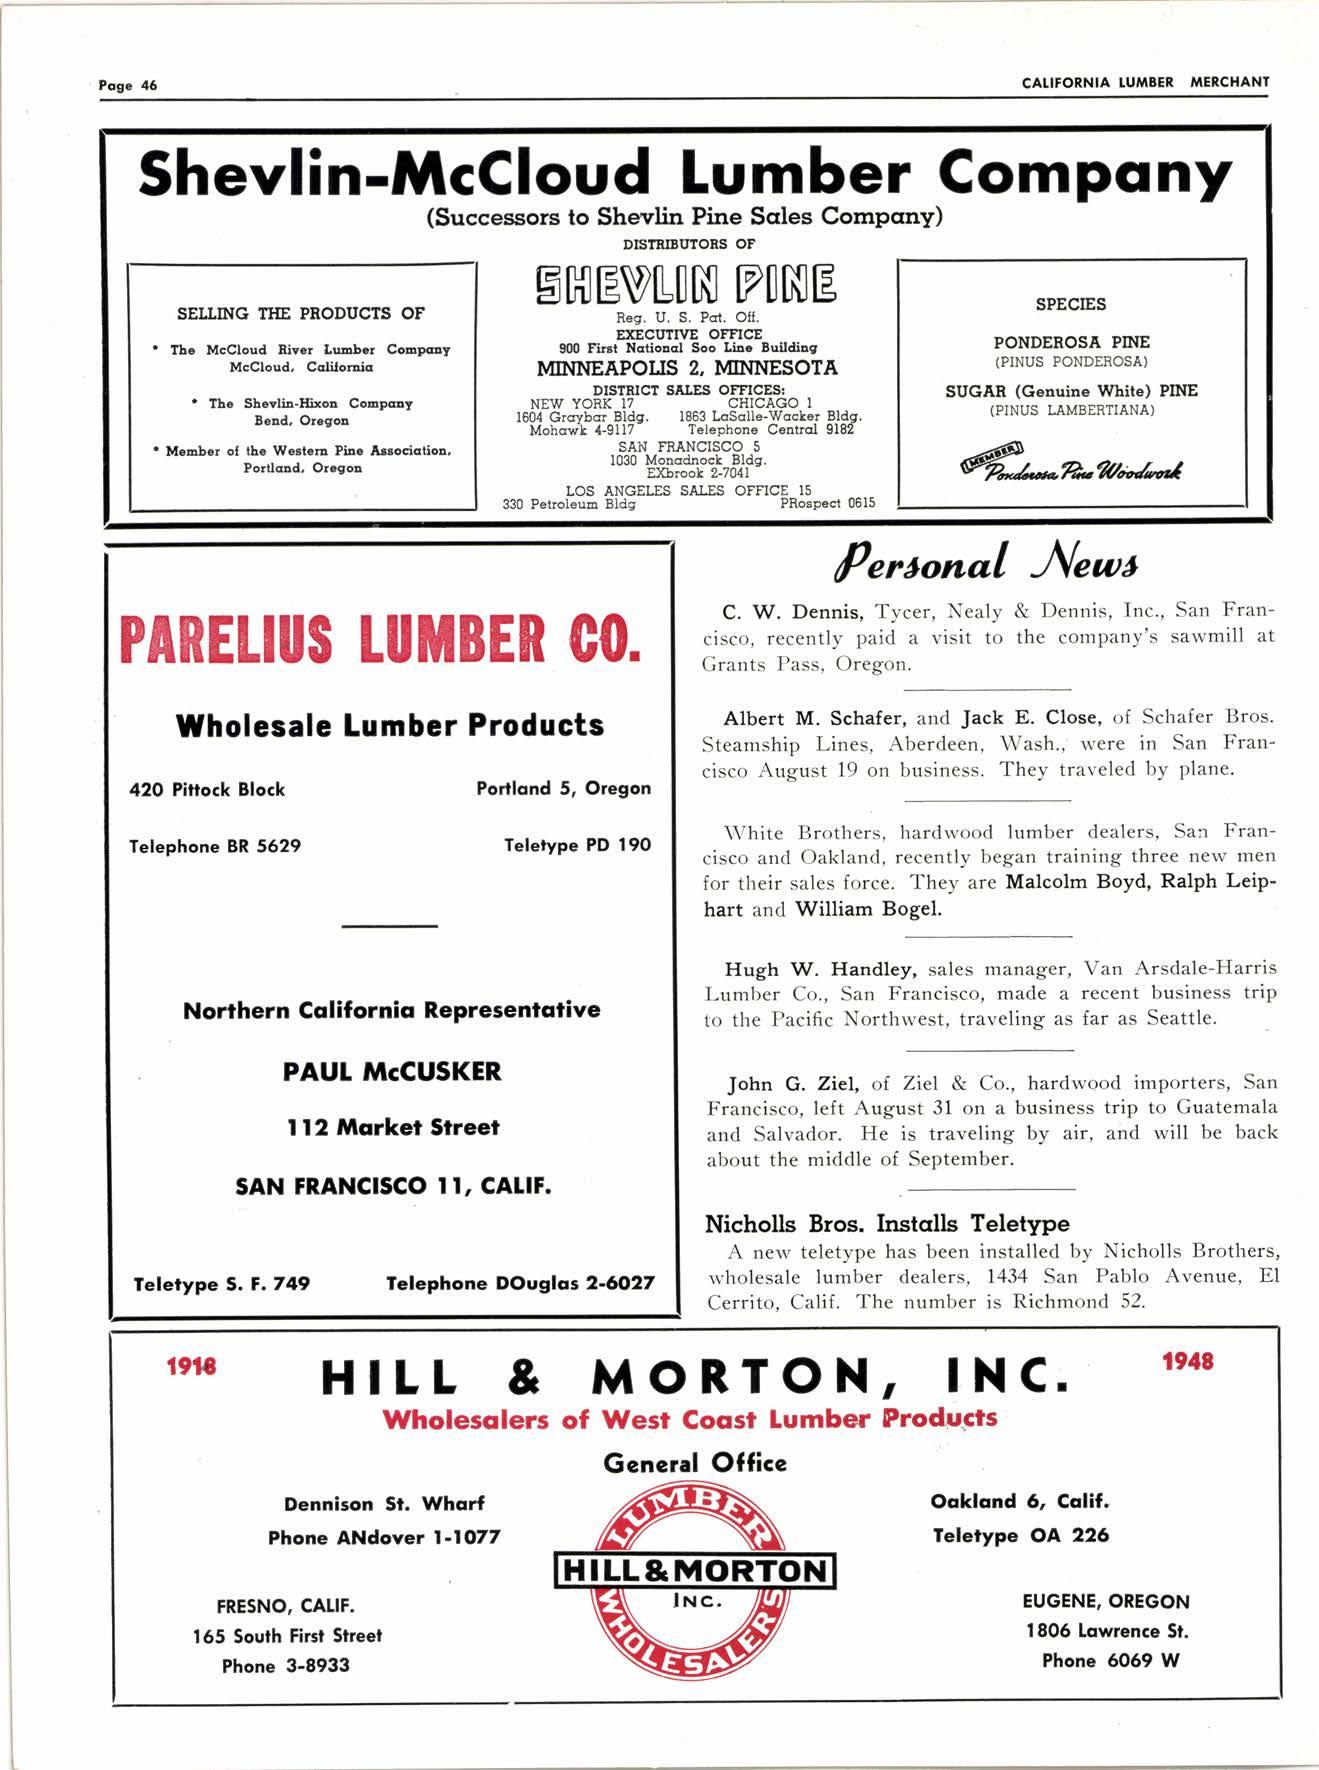 Page 46
CALIFORNIA LUMBER MERCHANT
Shevlin-McCloud Lumber Company
(Successors to Shevlin Pine Sales Company)
DISTRIBUTORS OF
SHEVLIN PINE
Reg. U. S. Pat. Off.
EXECUTIVE OFFICE
900 First National Soo Line Building
MINNEAPOLIS 2, MINNESOTA
DISTRICT SALES OFFICES:
NEW YORK 17 CHICAGO 1
1604 Graybar Bldg. 1863 LaSalle-Wacker Bldg.
Mohawk 4-9117 Telephone Central 9182
SAN FRANCISCO 5
1030 Monadnock Bldg.
EXbrook 2-7041
LOS ANGELES SALES OFFICE 15
330 Petroleum Bldg PRospect 0615
SELLING THE PRODUCTS OF
* The McCloud River Lumber Company
McCloud, California
* The Shevlin-Hixon Company
Bend, Oregon
* Member of the Western Pine Association,
Portland, Oregon
SPECIES
PONDEROSA PINE
(PINUS PONDEROSA)
SUGAR (Genuine White) PINE
(PINUS LAMBERTIANA)
MEMBER
Ponderosa Pine Woodwork
PARELIUS LUMBER CO.
Wholesale Lumber Products
420 Pittock Block Portland 5, Oregon
Telephone BR 5629 Teletype PD 190
Northern California Representative
PAUL McCUSKER
112 Market Street
SAN FRANCISCO 11, CALIF.
Teletype S. F. 749 Telephone DOuglas 2-6027
Personal News
C. W. Dennis, Tycer, Nealy & Dennis, Inc., San Fran-
cisco, recently paid a visit to the company's sawmill at
Grants Pass, Oregon.
Albert M. Schafer, and Jack E. Close, of Schafer Bros.
Steamship Lines, Aberdeen, Wash., were in San Fran-
cisco August 19 on business. They traveled by plane.
White Brothers, hardwood lumber dealers, San Fran-
cisco and Oakland, recently began training three new men
for their sales force. They are Malcolm Boyd, Ralph Leip-
hart and William Bogel.
Hugh W. Handley, sales manager, Van Arsdale-Harris
Lumber Co., San Francisco, made a recent business trip
to the Pacific Northwest, traveling as far as Seattle.
John G. Ziel, of Ziel & Co., hardwood importers, San
Francisco, left August 31 on a business trip to Guatemala
and Salvador. He is traveling by air, and will be back
about the middle of September.
Nicholls Bros. Installs Teletype
A new teletype has been installed by Nicholls Brothers,
wholesale lumber dealers, 1434 San Pablo Avenue, El
Cerrito, Calif. The number is Richmond 52.
1918 HILL & MORTON, INC. 1948
Wholesalers of West Coast Lumber Products
General Office
Dennison St. Wharf
Phone ANdover 1-1077
Oakland 6, Calif.
Teletype OA 226
LUMBER
HILL & MORTON
INC.
WHOLESALERS
FRESNO, CALIF.
165 South First Street
Phone 3-8933
EUGENE, OREGON
1806 Lawrence St.
Phone 6069 W